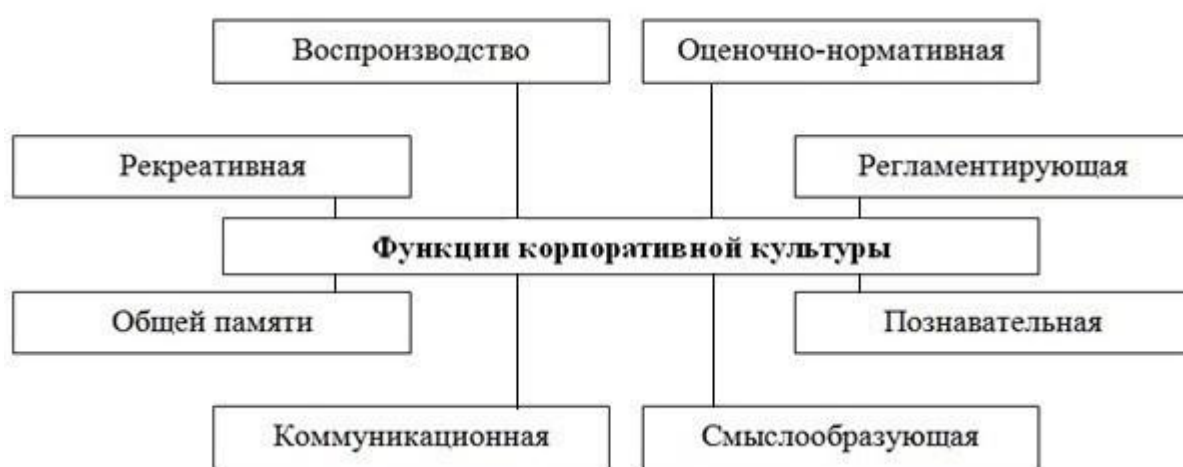 Воспроизводство
Оценочно-нормативная
Рекреативная
Регламентирующая
Функции корпоративной культуры
Общей памяти
Познавательная
Коммуникационная
Смыслообразующая